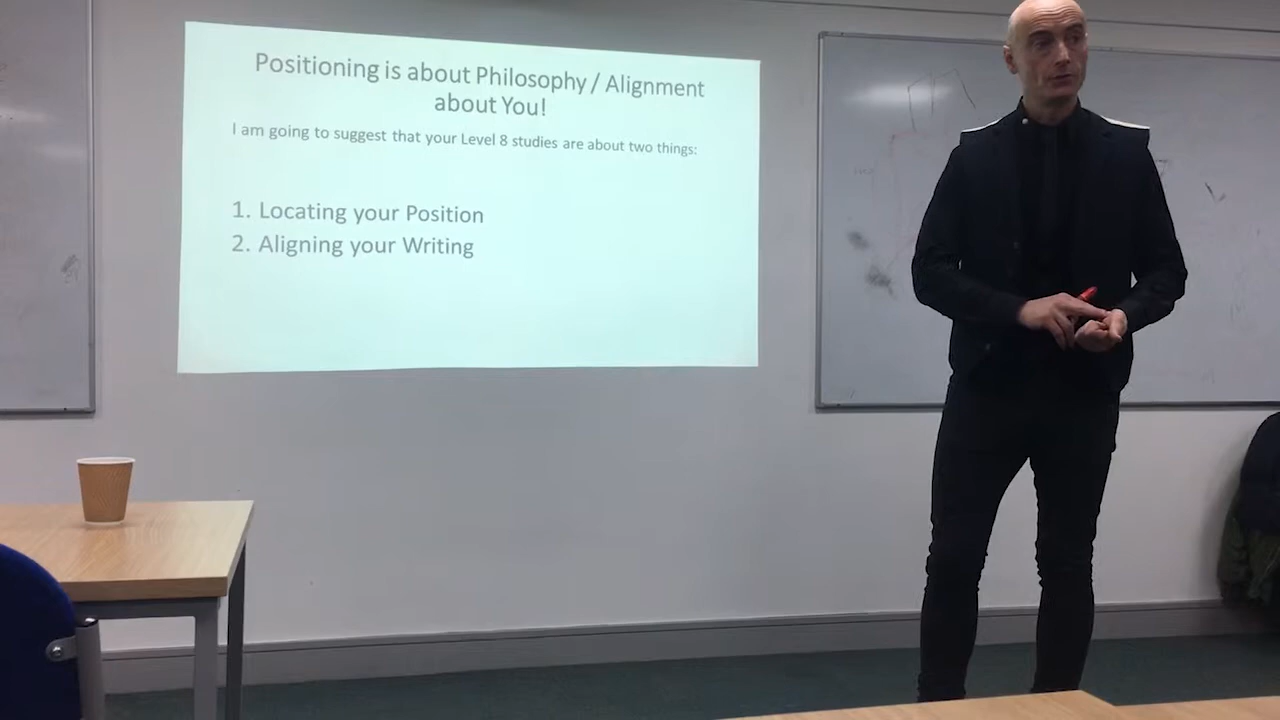 Positioning is about Philosophy / Alignment
about You!
I am going to suggest that your Level 8 studies are about two things:
1. Locating your Position
2. Aligning your Writing